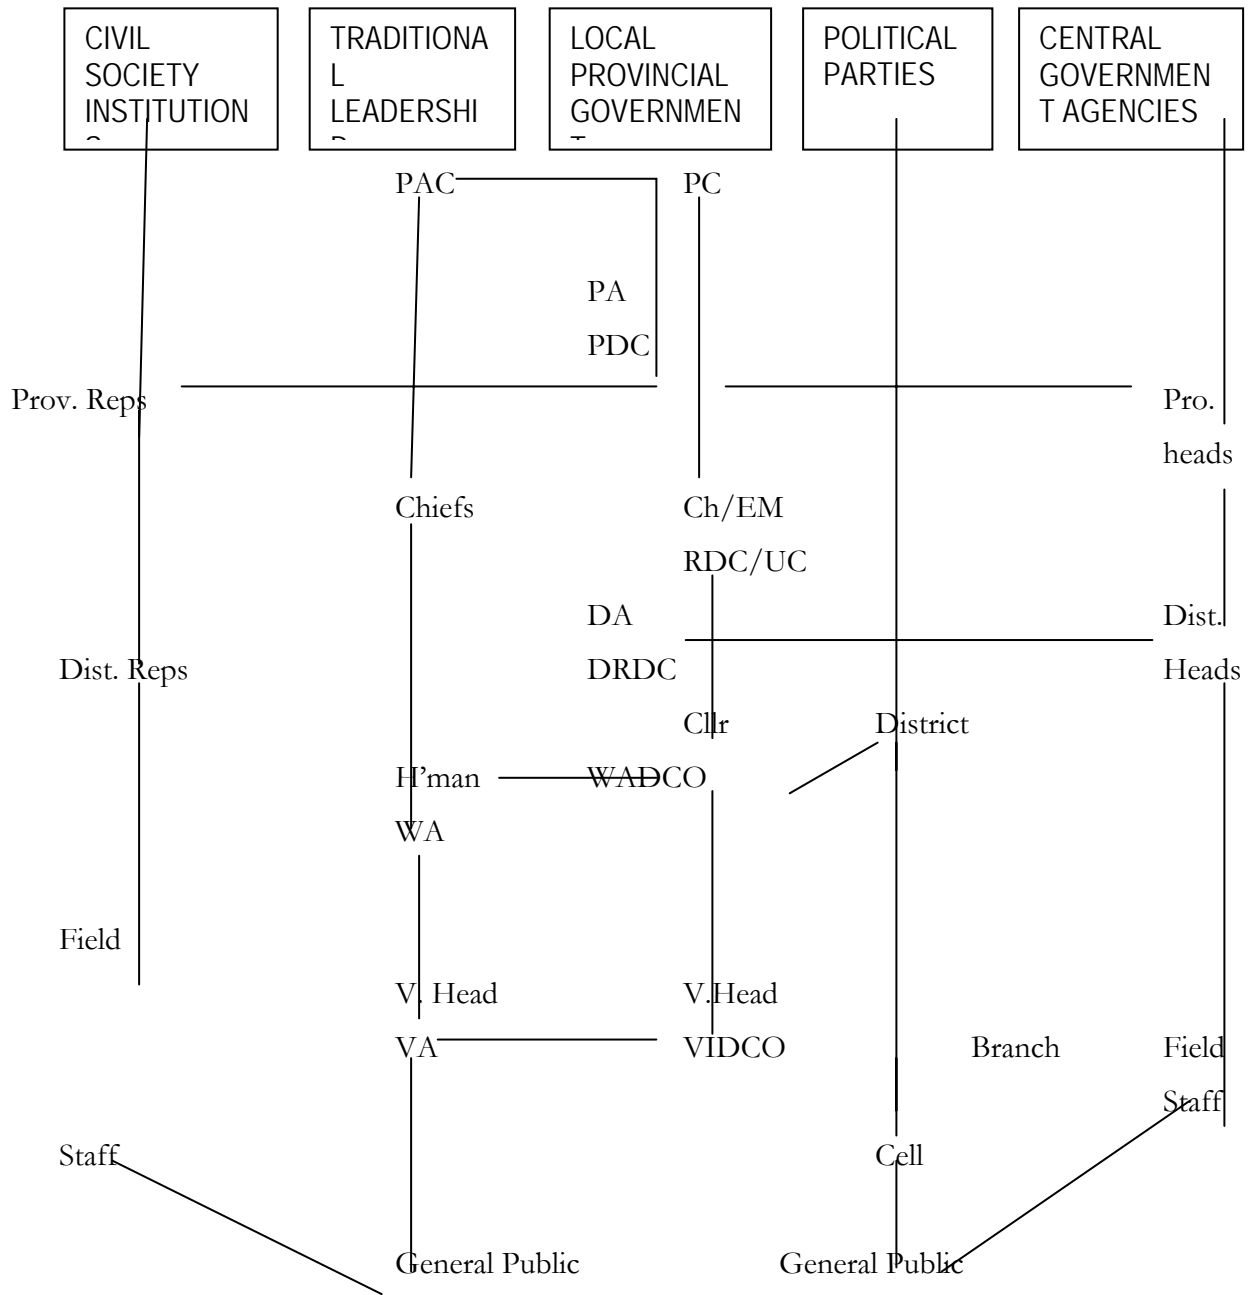 CIVIL
SOCIETY
INSTITUTION
TRADITIONA
L
LEADERSHI
LOCAL
PROVINCIAL
GOVERNMEN
POLITICAL
PARTIES
CENTRAL
GOVERNMEN
T AGENCIES
PAC PC
PA
PDC
Prov. Reps Pro.
heads
Chiefs Ch/EM
RDC/UC
DA Dist.
Dist. Reps DRDC Heads
Cllr District
H'man WADCO
WA
Field
V. Head V.Head
VA VIDCO Branch Field
Staff
Staff Cell
General Public General Public